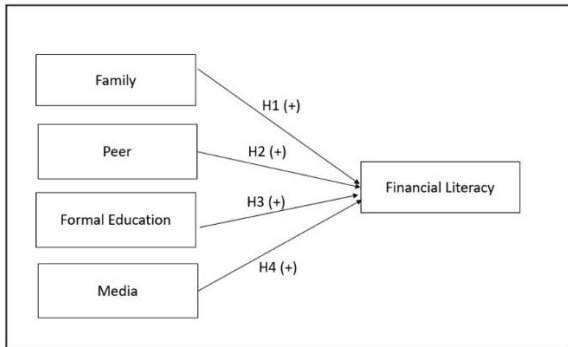 Family
H1 (+)
Peer
H2 (+)
Financial Literacy
Formal Education
H3 (+)
H4 (+)
Media